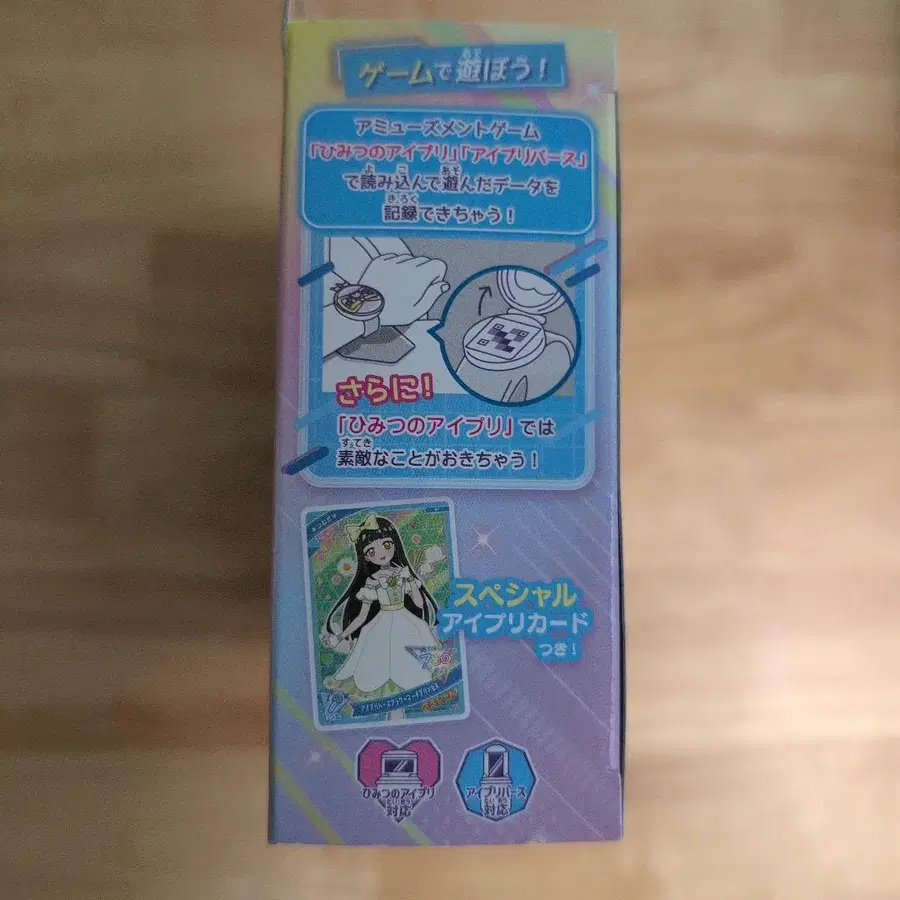 ゲームで遊ぼう！
アミューズメントゲーム
「ひみつのアイプリ」「アイプリバース」
で読み込んで遊んだデータを
記録できちゃう！
さらに！
「ひみつのアイプリ」では
素敵なことがおきちゃう！
スペシャル
アイプリカード
つき！
ひみつのアイプリ
対応
アイプリバース
対応